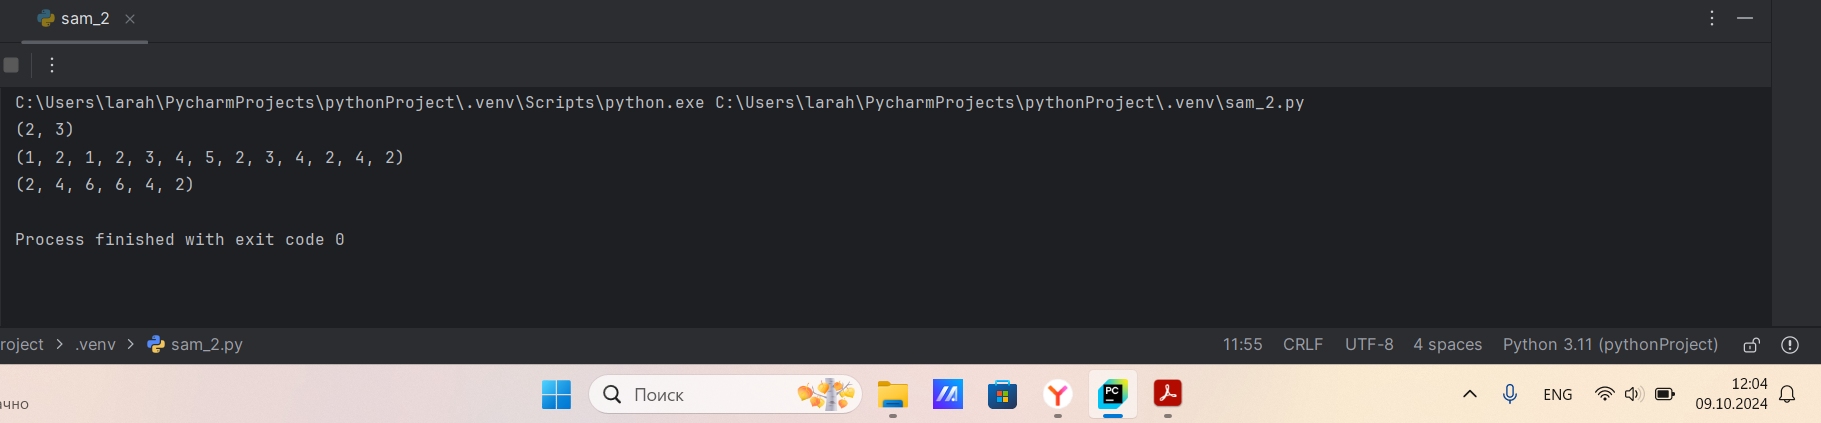 sam_2
C:\Users\larah\PycharmProjects\pythonProject\.venv\Scripts\python.exe C:\Users\larah\PycharmProjects\pythonProject\.venv\sam_2.py
(2, 3)
(1, 2, 1, 2, 3, 4, 5, 2, 3, 4, 2, 4, 2)
(2, 4, 6, 6, 4, 2)
Process finished with exit code 0
roject > .venv > sam_2.py 11:55 CRLF UTF-8 4 spaces Python 3.11 (pythonProject)
ачно Поиск PC ENG 12:04
09.10.2024